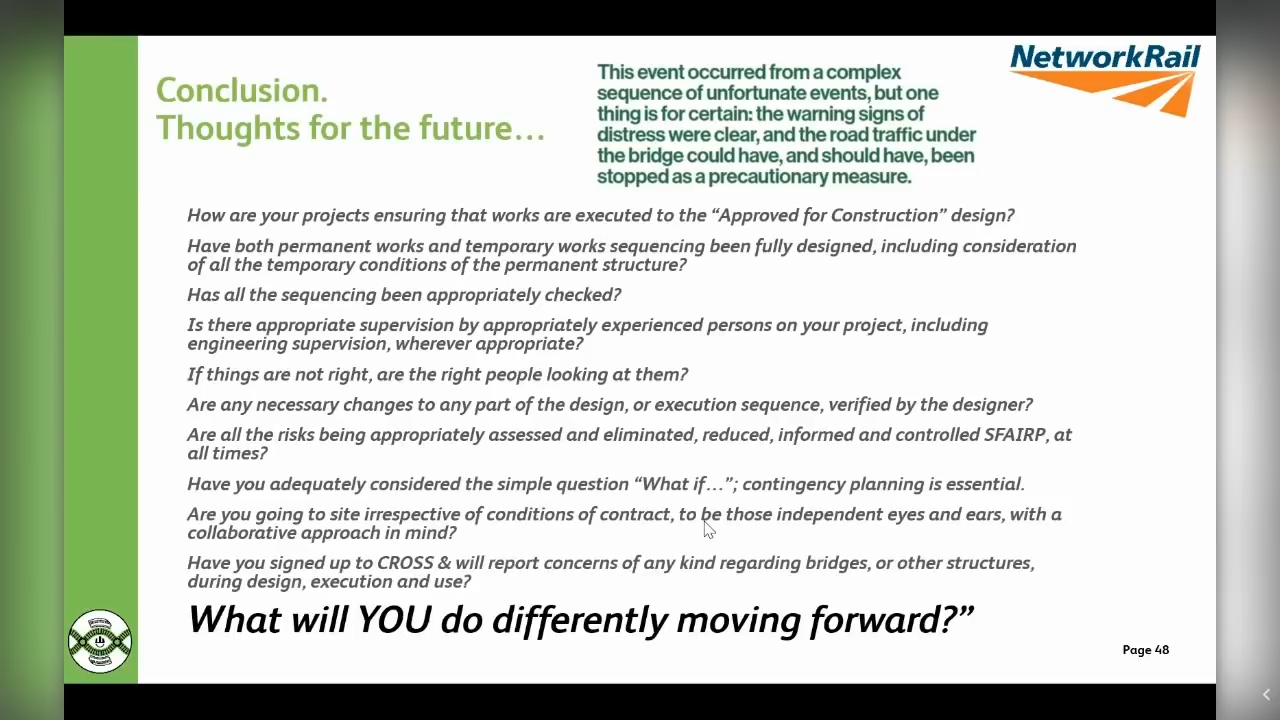 Conclusion.
Thoughts for the future…
This event occurred from a complex
sequence of unfortunate events, but one
thing is for certain: the warning signs of
distress were clear, and the road traffic under
the bridge could have, and should have, been
stopped as a precautionary measure.
NetworkRail
How are your projects ensuring that works are executed to the “Approved for Construction” design?
Have both permanent works and temporary works sequencing been fully designed, including consideration
of all the temporary conditions of the permanent structure?
Has all the sequencing been appropriately checked?
Is there appropriate supervision by appropriately experienced persons on your project, including
engineering supervision, wherever appropriate?
If things are not right, are the right people looking at them?
Are any necessary changes to any part of the design, or execution sequence, verified by the designer?
Are all the risks being appropriately assessed and eliminated, reduced, informed and controlled SFAIRP, at
all times?
Have you adequately considered the simple question “What if…”; contingency planning is essential.
Are you going to site irrespective of conditions of contract, to be those independent eyes and ears, with a
collaborative approach in mind?
Have you signed up to CROSS & will report concerns of any kind regarding bridges, or other structures,
during design, execution and use?
What will YOU do differently moving forward?”
Page 48